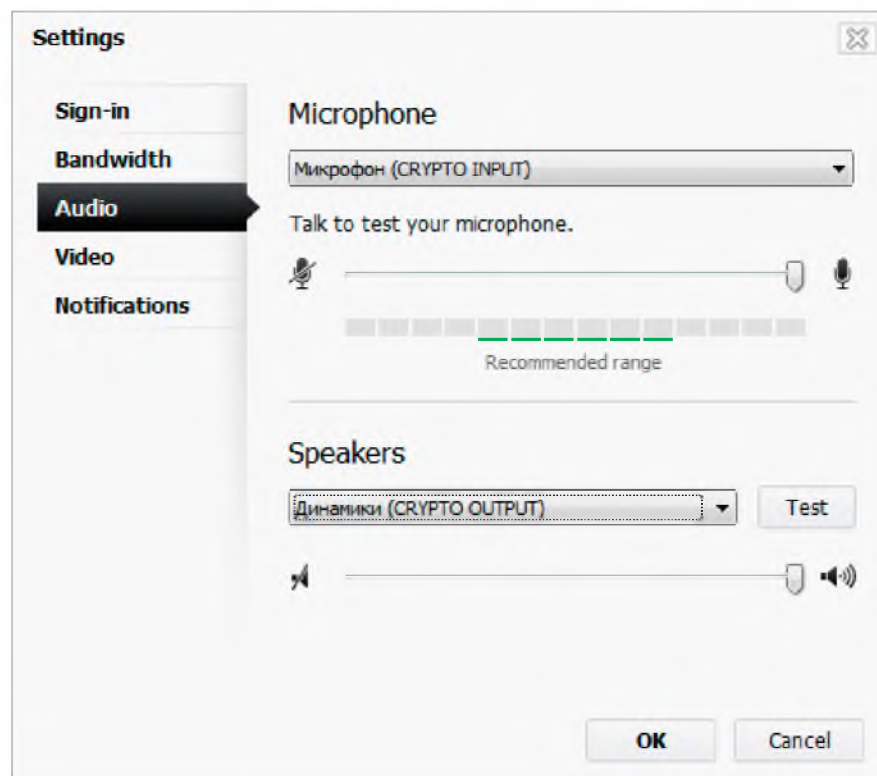 Settings
Sign-in
Bandwidth
Audio
Video
Notifications
Microphone
Микрофон (CRYPTO INPUT)
Talk to test your microphone.
Recommended range
Speakers
Динамики (CRYPTO OUTPUT)
Test
OK
Cancel